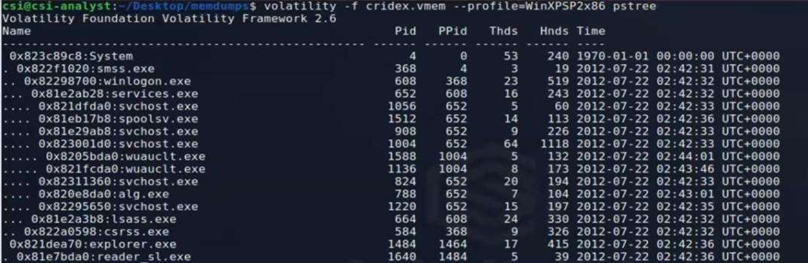 csi@csi-analyst:~/Desktop/memdumps$ volatility -f cridex.vmem --profile=WinXPSP2x86 pstree
Volatility Foundation Volatility Framework 2.6
Name Pid PPid Thds Hnds Time
-------------------------------------------------- ------ ------ ------ ------ ----
0x823c89c8:System 4 0 53 240 1970-01-01 00:00:00 UTC+0000
. 0x822f1020:smss.exe 368 4 3 19 2012-07-22 02:42:31 UTC+0000
.. 0x82298700:winlogon.exe 608 368 23 519 2012-07-22 02:42:32 UTC+0000
... 0x81e2ab28:services.exe 652 608 16 243 2012-07-22 02:42:32 UTC+0000
.... 0x821dfda0:svchost.exe 1056 652 5 60 2012-07-22 02:42:33 UTC+0000
.... 0x81eb17b8:spoolsv.exe 1512 652 14 113 2012-07-22 02:42:36 UTC+0000
.... 0x81e29ab8:svchost.exe 908 652 9 226 2012-07-22 02:42:33 UTC+0000
.... 0x823001d0:svchost.exe 1004 652 64 1118 2012-07-22 02:42:33 UTC+0000
..... 0x8205bda0:wuauclt.exe 1588 1004 5 132 2012-07-22 02:44:01 UTC+0000
..... 0x821fcda0:wuauclt.exe 1136 1004 8 173 2012-07-22 02:43:46 UTC+0000
.... 0x82311360:svchost.exe 824 652 20 194 2012-07-22 02:42:33 UTC+0000
.... 0x820e8da0:alg.exe 788 652 7 104 2012-07-22 02:43:01 UTC+0000
.... 0x82295650:svchost.exe 1220 652 15 197 2012-07-22 02:42:35 UTC+0000
... 0x81e2a3b8:lsass.exe 664 608 24 330 2012-07-22 02:42:32 UTC+0000
.. 0x822a0598:csrss.exe 584 368 9 326 2012-07-22 02:42:32 UTC+0000
0x821dea70:explorer.exe 1484 1464 17 415 2012-07-22 02:42:36 UTC+0000
. 0x81e7bda0:reader_sl.exe 1640 1484 5 39 2012-07-22 02:42:36 UTC+0000